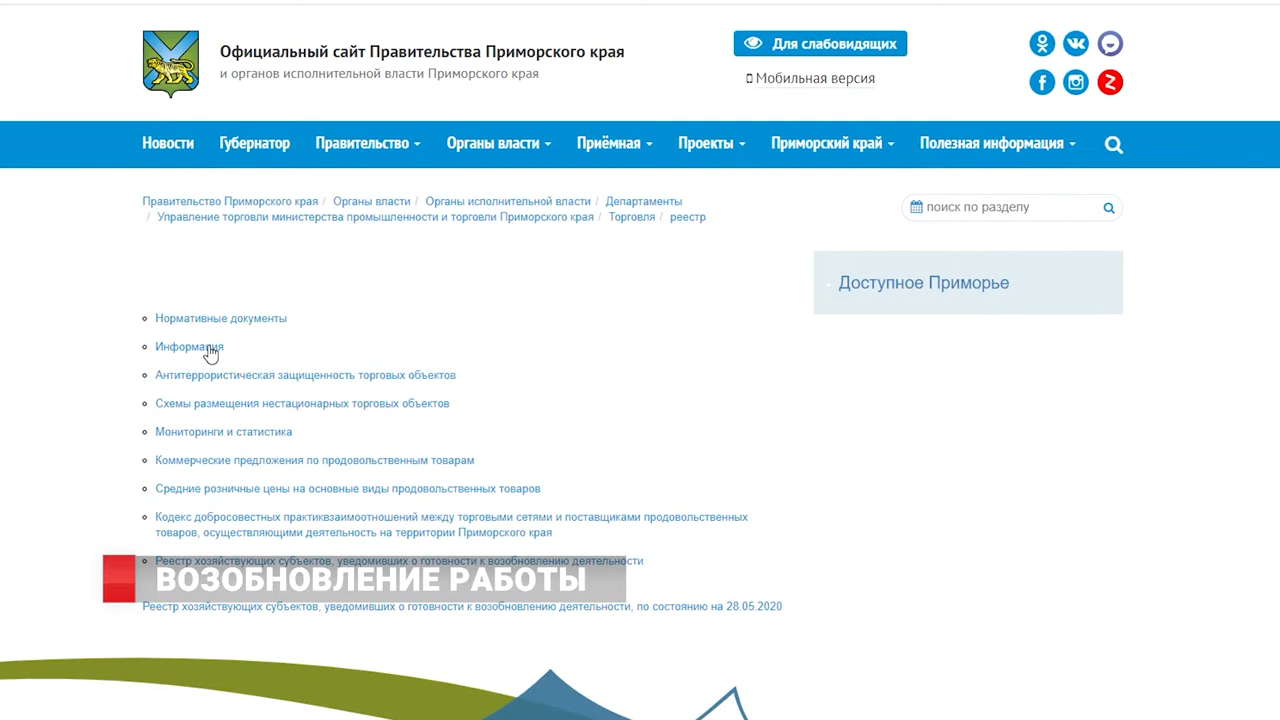 Официальный сайт Правительства Приморского края
и органов исполнительной власти Приморского края
Для слабовидящих
Мобильная версия
Новости Губернатор Правительство Органы власти Приёмная Проекты Приморский край Полезная информация
Правительство Приморского края / Органы власти / Органы исполнительной власти / Департаменты
/ Управление торговли министерства промышленности и торговли Приморского края / Торговля / реестр
поиск по разделу
Доступное Приморье
Нормативные документы
Информация
Антитеррористическая защищенность торговых объектов
Схемы размещения нестационарных торговых объектов
Мониторинги и статистика
Коммерческие предложения по продовольственным товарам
Средние розничные цены на основные виды продовольственных товаров
Кодекс добросовестных практиквзаимоотношений между торговыми сетями и поставщиками продовольственных
товаров, осуществляющими деятельность на территории Приморского края
Реестр хозяйствующих субъектов, уведомивших о готовности к возобновлению деятельности
ВОЗОБНОВЛЕНИЕ РАБОТЫ
Реестр хозяйствующих субъектов, уведомивших о готовности к возобновлению деятельности, по состоянию на 28.05.2020